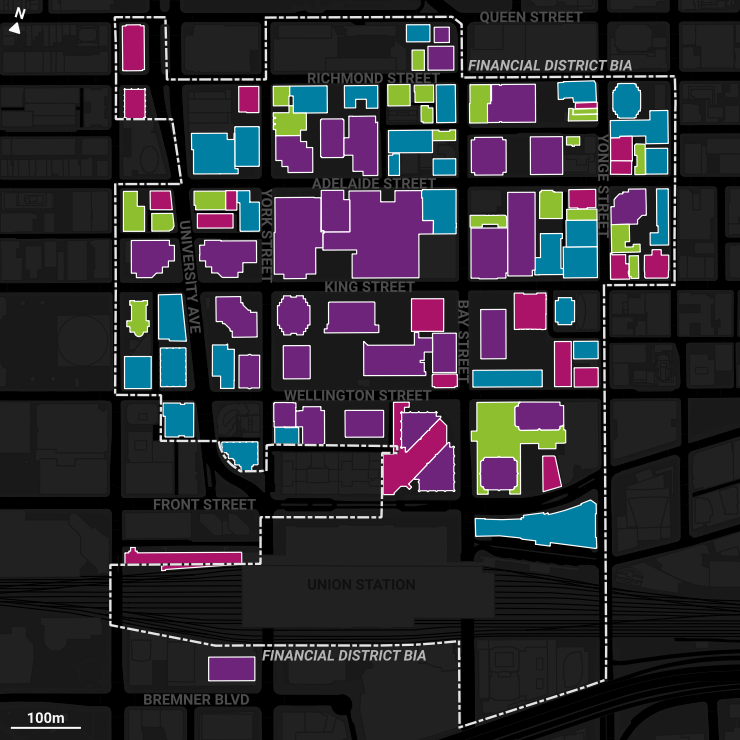 N
QUEEN STREET
FINANCIAL DISTRICT BIA
RICHMOND STREET
YONGE STREET
ADELAIDE STREET
YORK STREET
UNIVERSITY AVE
KING STREET
BAY STREET
WELLINGTON STREET
FRONT STREET
UNION STATION
FINANCIAL DISTRICT BIA
BREMNER BLVD
100m